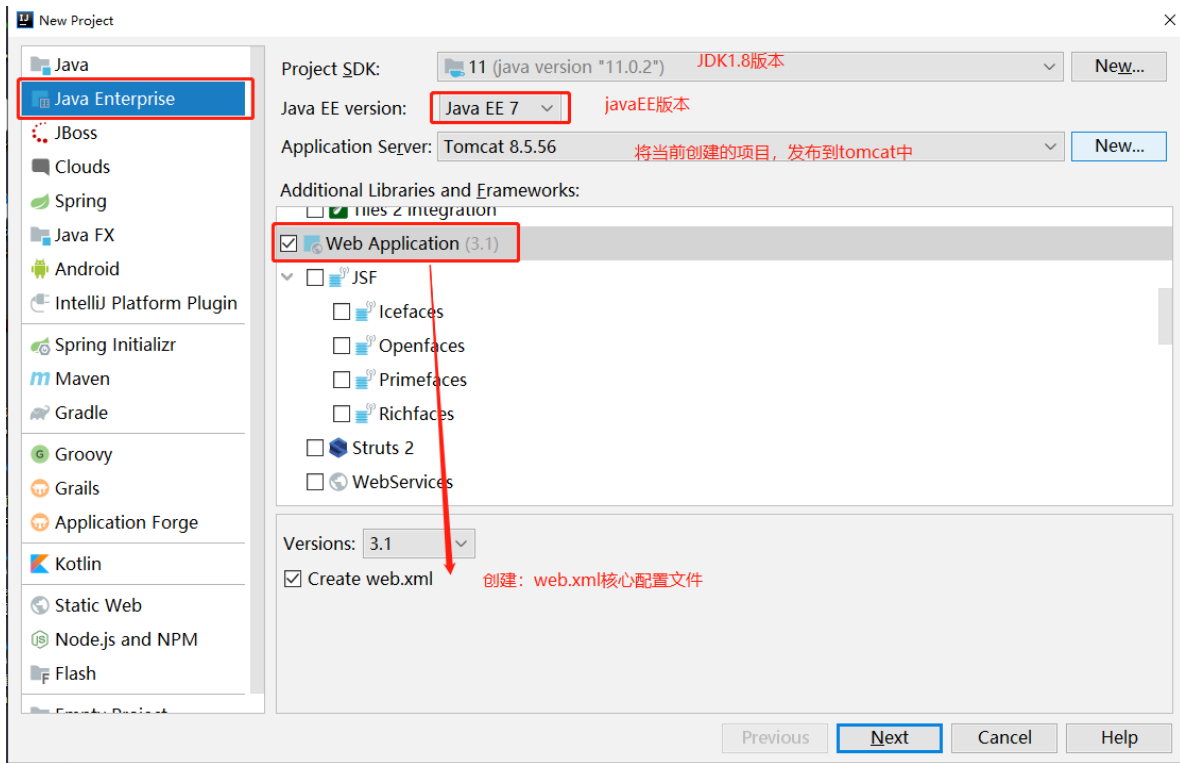 New Project
Java
Java Enterprise
JBoss
Clouds
Spring
Java FX
Android
IntelliJ Platform Plugin
Spring Initializr
Maven
Gradle
Groovy
Grails
Application Forge
Kotlin
Static Web
Node.js and NPM
Flash
Empty Project
Project SDK: 11 (java version "11.0.2") JDK1.8版本 New...
Java EE version: Java EE 7 javaEE版本
Application Server: Tomcat 8.5.56 将当前创建的项目，发布到tomcat中 New...
Additional Libraries and Frameworks:
Tiles 2 Integration
Web Application (3.1)
JSF
Icefaces
Openfaces
Primefaces
Richfaces
Struts 2
WebServices
Versions: 3.1
Create web.xml 创建：web.xml核心配置文件
Previous Next Cancel Help